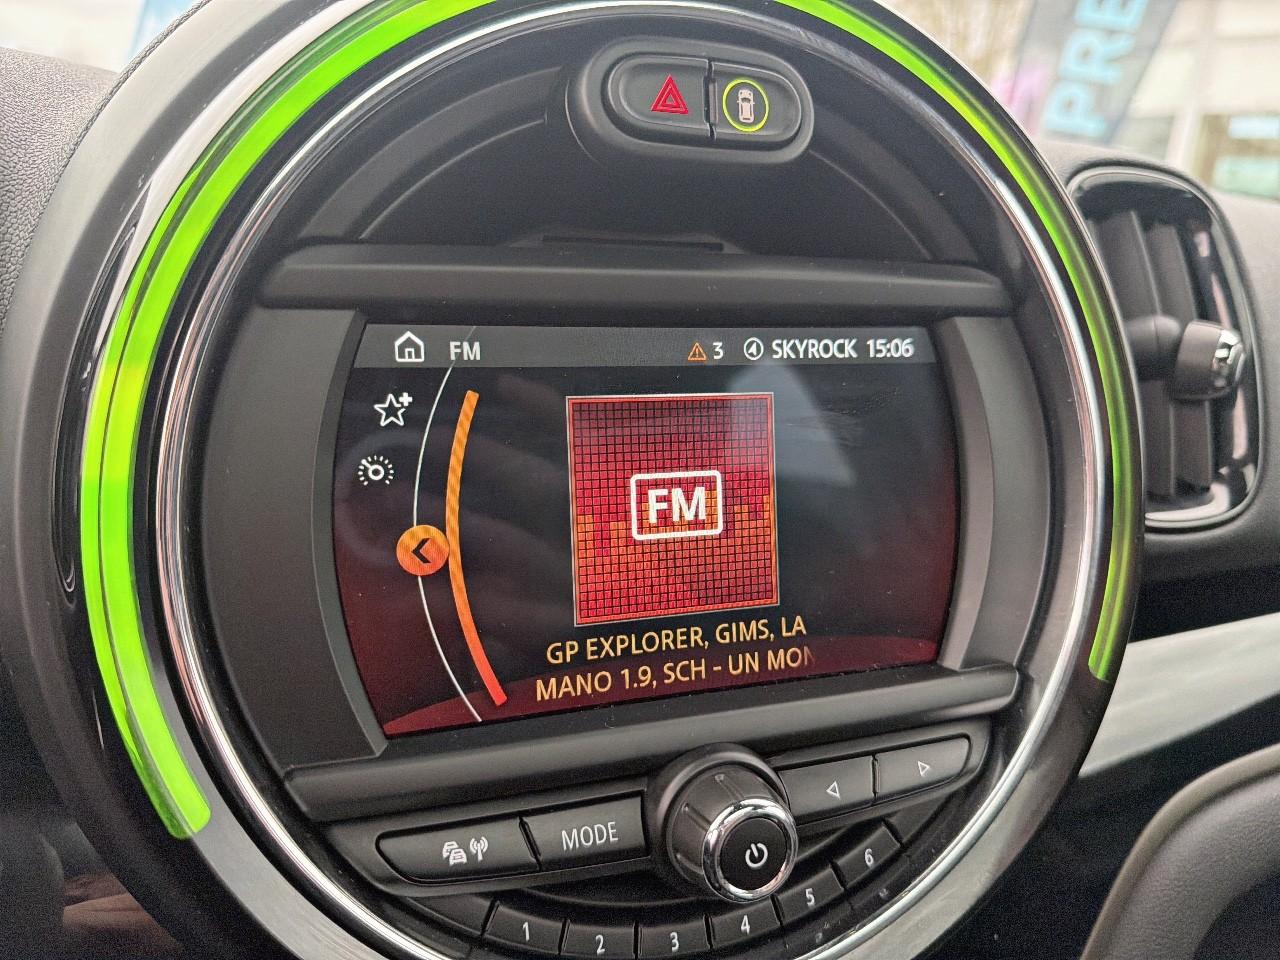 PRE
FM
3 SKYROCK 15:06
FM
GP EXPLORER, GIMS, LA
MANO 1.9, SCH - UN MON
MODE
1 2 3 4 5 6